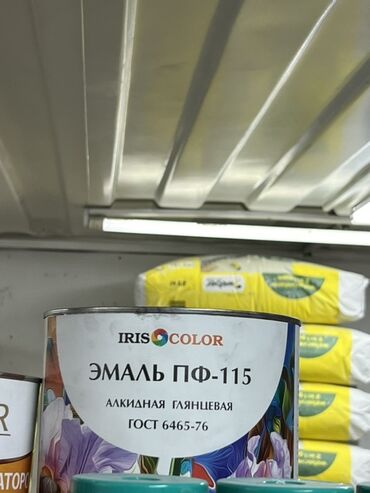 IRIS COLOR
ЭМАЛЬ ПФ-115
АЛКИДНАЯ ГЛЯНЦЕВАЯ
ГОСТ 6465-76